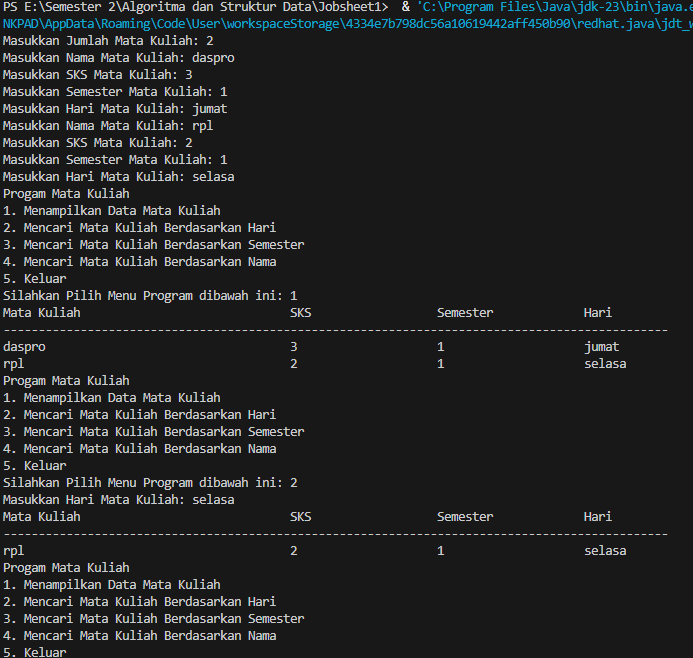 PS E:\Semester 2\Algoritma dan Struktur Data\Jobsheet1>  & 'C:\Program Files\Java\jdk-23\bin\java.e
NKPAD\AppData\Roaming\Code\User\workspaceStorage\4334e7b798dc56a10619442aff450b90\redhat.java\jdt_w
Masukkan Jumlah Mata Kuliah: 2
Masukkan Nama Mata Kuliah: daspro
Masukkan SKS Mata Kuliah: 3
Masukkan Semester Mata Kuliah: 1
Masukkan Hari Mata Kuliah: jumat
Masukkan Nama Mata Kuliah: rpl
Masukkan SKS Mata Kuliah: 2
Masukkan Semester Mata Kuliah: 1
Masukkan Hari Mata Kuliah: selasa
Progam Mata Kuliah
1. Menampilkan Data Mata Kuliah
2. Mencari Mata Kuliah Berdasarkan Hari
3. Mencari Mata Kuliah Berdasarkan Semester
4. Mencari Mata Kuliah Berdasarkan Nama
5. Keluar
Silahkan Pilih Menu Program dibawah ini: 1
Mata Kuliah SKS Semester Hari
-----------------------------------------------------------------------------------------------
daspro 3 1 jumat
rpl 2 1 selasa
Progam Mata Kuliah
1. Menampilkan Data Mata Kuliah
2. Mencari Mata Kuliah Berdasarkan Hari
3. Mencari Mata Kuliah Berdasarkan Semester
4. Mencari Mata Kuliah Berdasarkan Nama
5. Keluar
Silahkan Pilih Menu Program dibawah ini: 2
Masukkan Hari Mata Kuliah: selasa
Mata Kuliah SKS Semester Hari
-----------------------------------------------------------------------------------------------
rpl 2 1 selasa
Progam Mata Kuliah
1. Menampilkan Data Mata Kuliah
2. Mencari Mata Kuliah Berdasarkan Hari
3. Mencari Mata Kuliah Berdasarkan Semester
4. Mencari Mata Kuliah Berdasarkan Nama
5. Keluar